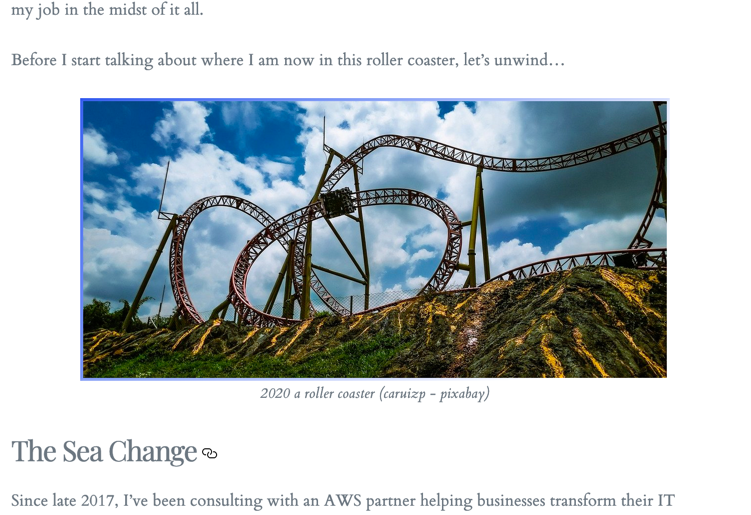 my job in the midst of it all.
Before I start talking about where I am now in this roller coaster, let’s unwind…
2020 a roller coaster (caruizp - pixabay)
The Sea Change
Since late 2017, I’ve been consulting with an AWS partner helping businesses transform their IT